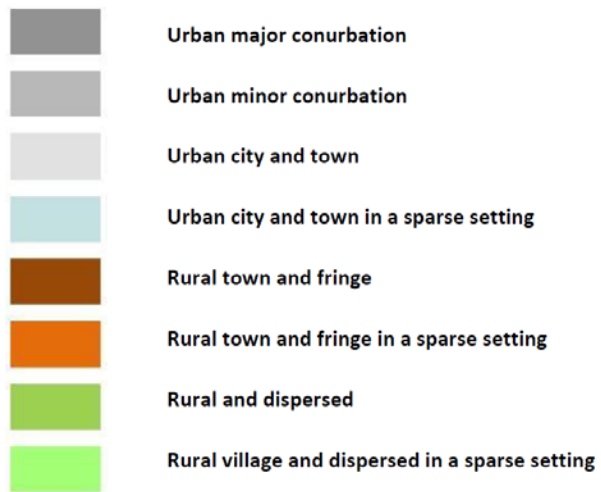 Urban major conurbation
Urban minor conurbation
Urban city and town
Urban city and town in a sparse setting
Rural town and fringe
Rural town and fringe in a sparse setting
Rural and dispersed
Rural village and dispersed in a sparse setting